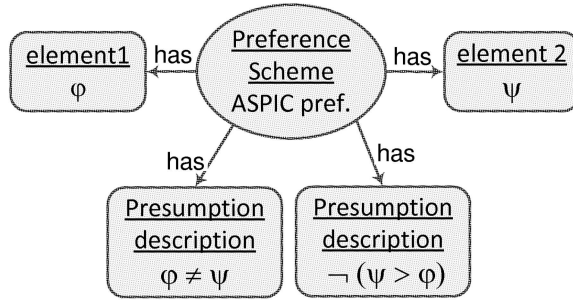 element1
φ
has
Preference
Scheme
ASPIC pref.
has
element 2
ψ
has
has
Presumption
description
φ ≠ ψ
Presumption
description
¬ (ψ > φ)